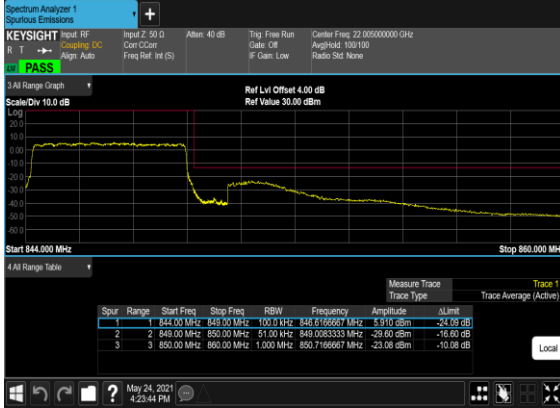 Spectrum Analyzer 1
Spurious Emissions
+
KEYSIGHT Input: RF Input Z: 50 Ω Atten: 40 dB Trig: Free Run Center Freq: 22.005000000 GHz
R T Coupling: DC Corr CCorr Gate: Off Avg|Hold: 100/100
Align: Auto Freq Ref: Int (S) IF Gain: Low Radio Std: None
LXI PASS
3 All Range Graph
Ref Lvl Offset 4.00 dB
Scale/Div 10.0 dB Ref Value 30.00 dBm
Log
20.0
10.0
0.00
-10.0
-20.0
-30.0
-40.0
-50.0
-60.0
Start 844.000 MHz Stop 860.000 MHz
4 All Range Table
Measure Trace Trace 1
Trace Type Trace Average (Active)
Spur Range Start Freq Stop Freq RBW Frequency Amplitude ΔLimit
1 1 844.00 MHz 849.00 MHz 100.0 kHz 846.6166667 MHz 5.910 dBm -24.09 dB
2 2 849.00 MHz 850.00 MHz 51.00 kHz 849.0083333 MHz -29.60 dBm -16.60 dB
3 3 850.00 MHz 860.00 MHz 1.000 MHz 850.7166667 MHz -23.08 dBm -10.08 dB
Local
? May 24, 2021
4:23:44 PM